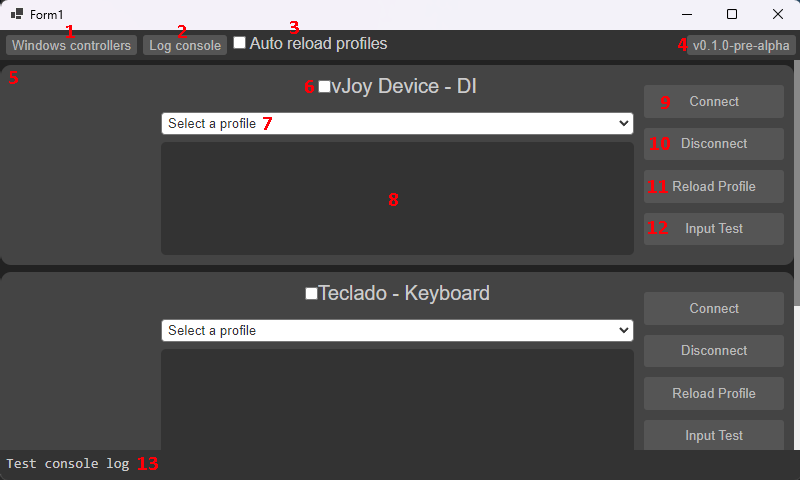 Form1
1 2 3
Windows controllers Log console Auto reload profiles 4 v0.1.0-pre-alpha
5
6 vJoy Device - DI
Select a profile 7
8
9 Connect
10 Disconnect
11 Reload Profile
12 Input Test
Teclado - Keyboard
Select a profile
Connect
Disconnect
Reload Profile
Input Test
Test console log 13